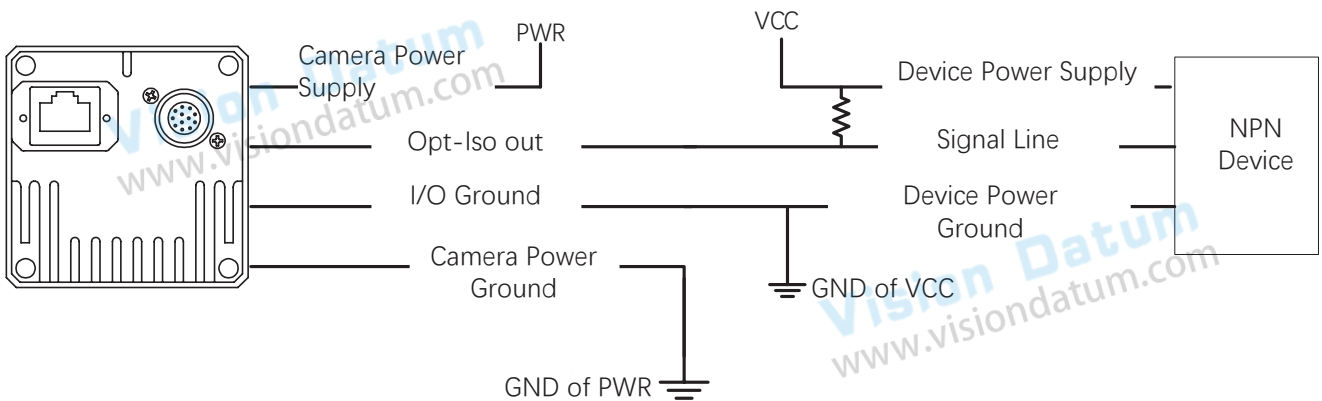 PWR
VCC
Camera Power
Supply
Device Power Supply
Opt-Iso out
Signal Line
NPN
Device
I/O Ground
Device Power
Ground
Camera Power
Ground
GND of VCC
GND of PWR
Vision Datum
www.visiondatum.com
Vision Datum
www.visiondatum.com